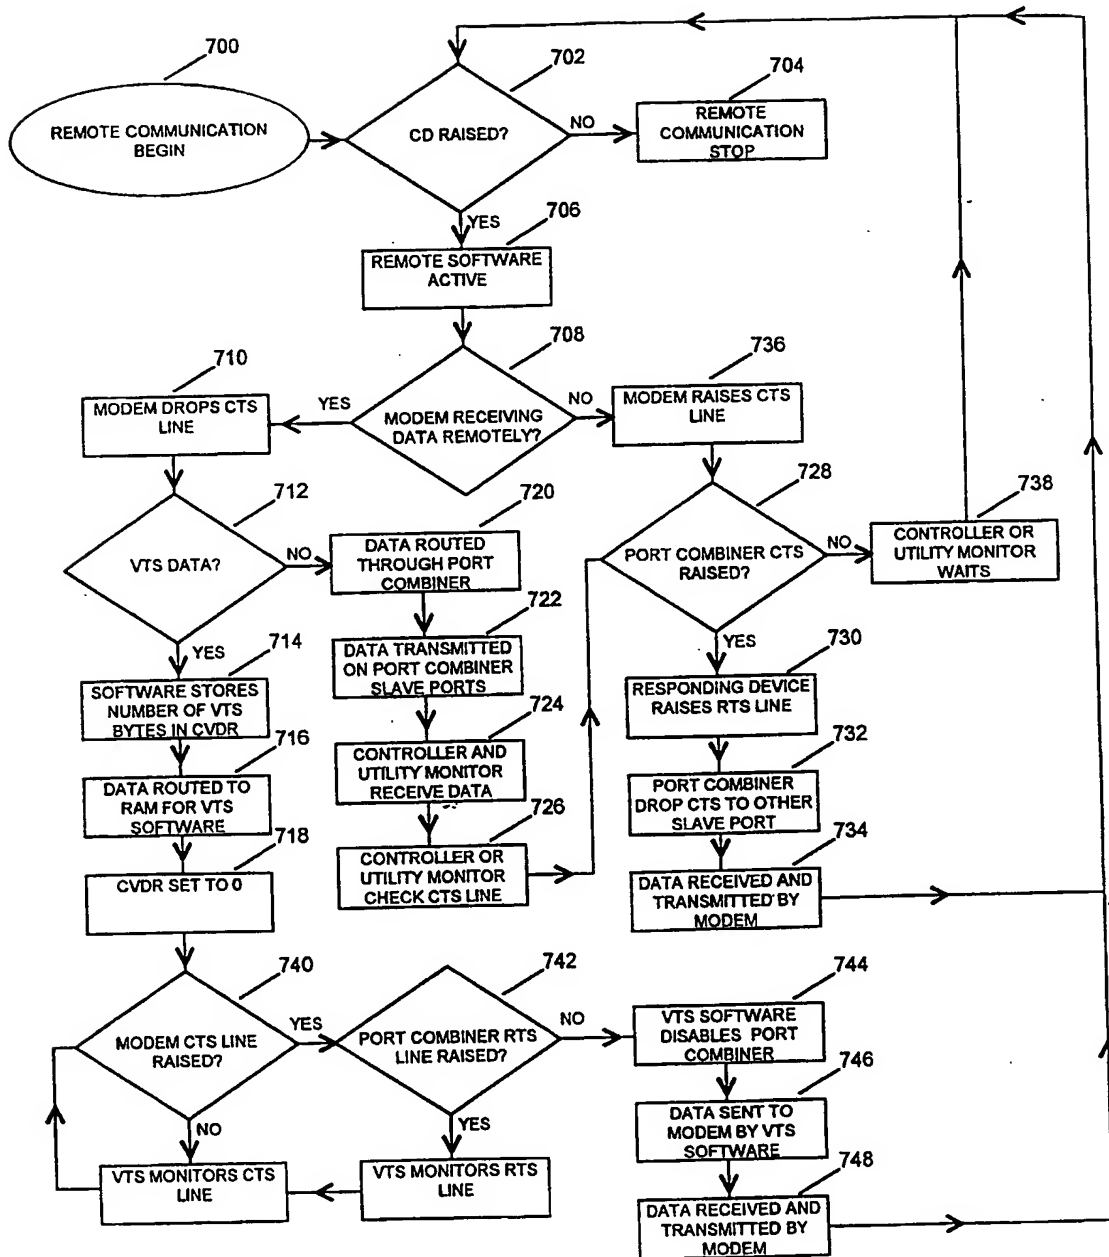 700
REMOTE COMMUNICATION
BEGIN
702
CD RAISED?
NO
704
REMOTE
COMMUNICATION
STOP
YES
706
REMOTE SOFTWARE
ACTIVE
708
MODEM RECEIVING
DATA REMOTELY?
YES
NO
710
MODEM DROPS CTS
LINE
736
MODEM RAISES CTS
LINE
712
VTS DATA?
NO
YES
720
DATA ROUTED
THROUGH PORT
COMBINER
728
PORT COMBINER CTS
RAISED?
NO
YES
738
CONTROLLER OR
UTILITY MONITOR
WAITS
714
SOFTWARE STORES
NUMBER OF VTS
BYTES IN CVDR
722
DATA TRANSMITTED
ON PORT COMBINER
SLAVE PORTS
730
RESPONDING DEVICE
RAISES RTS LINE
716
DATA ROUTED TO
RAM FOR VTS
SOFTWARE
724
CONTROLLER AND
UTILITY MONITOR
RECEIVE DATA
732
PORT COMBINER
DROP CTS TO OTHER
SLAVE PORT
718
CVDR SET TO 0
726
CONTROLLER OR
UTILITY MONITOR
CHECK CTS LINE
734
DATA RECEIVED AND
TRANSMITTED BY
MODEM
740
MODEM CTS LINE
RAISED?
YES
NO
742
PORT COMBINER RTS
LINE RAISED?
NO
YES
744
VTS SOFTWARE
DISABLES PORT
COMBINER
746
DATA SENT TO
MODEM BY VTS
SOFTWARE
VTS MONITORS CTS
LINE
VTS MONITORS RTS
LINE
748
DATA RECEIVED AND
TRANSMITTED BY
MODEM